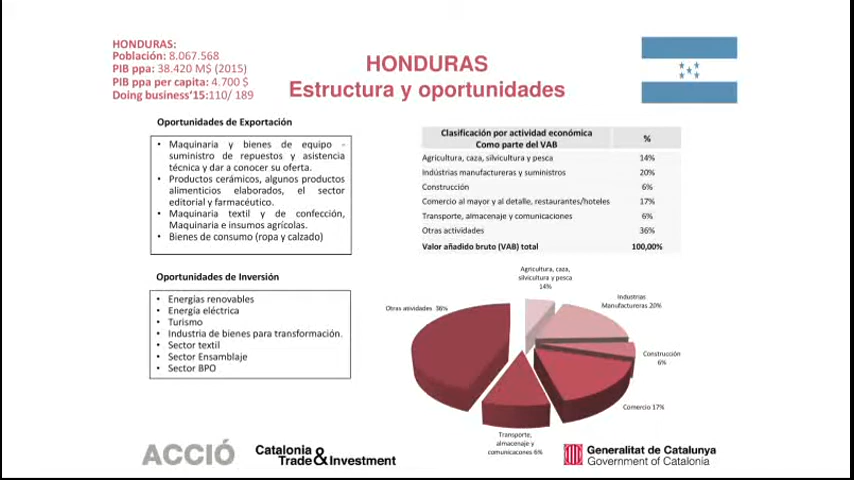 HONDURAS:
Población: 8.067.568
PIB ppa: 38.420 M$ (2015)
PIB ppa per capita: 4.700 $
Doing business'15:110/ 189
HONDURAS
Estructura y oportunidades
Oportunidades de Exportación
• Maquinaria y bienes de equipo -
suministro de repuestos y asistencia
técnica y dar a conocer su oferta.
• Productos cerámicos, algunos productos
alimenticios elaborados, el sector
editorial y farmacéutico.
• Maquinaria textil y de confección,
Maquinaria e insumos agrícolas.
• Bienes de consumo (ropa y calzado)
Oportunidades de Inversión
• Energías renovables
• Energía eléctrica
• Turismo
• Industria de bienes para transformación.
• Sector textil
• Sector Ensamblaje
• Sector BPO
Clasificación por actividad económica
Como parte del VAB %
Agricultura, caza, silvicultura y pesca 14%
Indústrias manufactureras y suministros 20%
Construcción 6%
Comercio al mayor y al detalle, restaurantes/hoteles 17%
Transporte, almacenaje y comunicaciones 6%
Otras actividades 36%
Valor añadido bruto (VAB) total 100,00%
Agricultura, caza,
silvicultura y pesca
14%
Industrias
Manufactureras 20%
Construcción
6%
Comercio 17%
Transporte,
almacenaje y
comunicacones 6%
Otras atividades 36%
ACCIÓ
Catalonia
Trade & Investment
Generalitat de Catalunya
Government of Catalonia